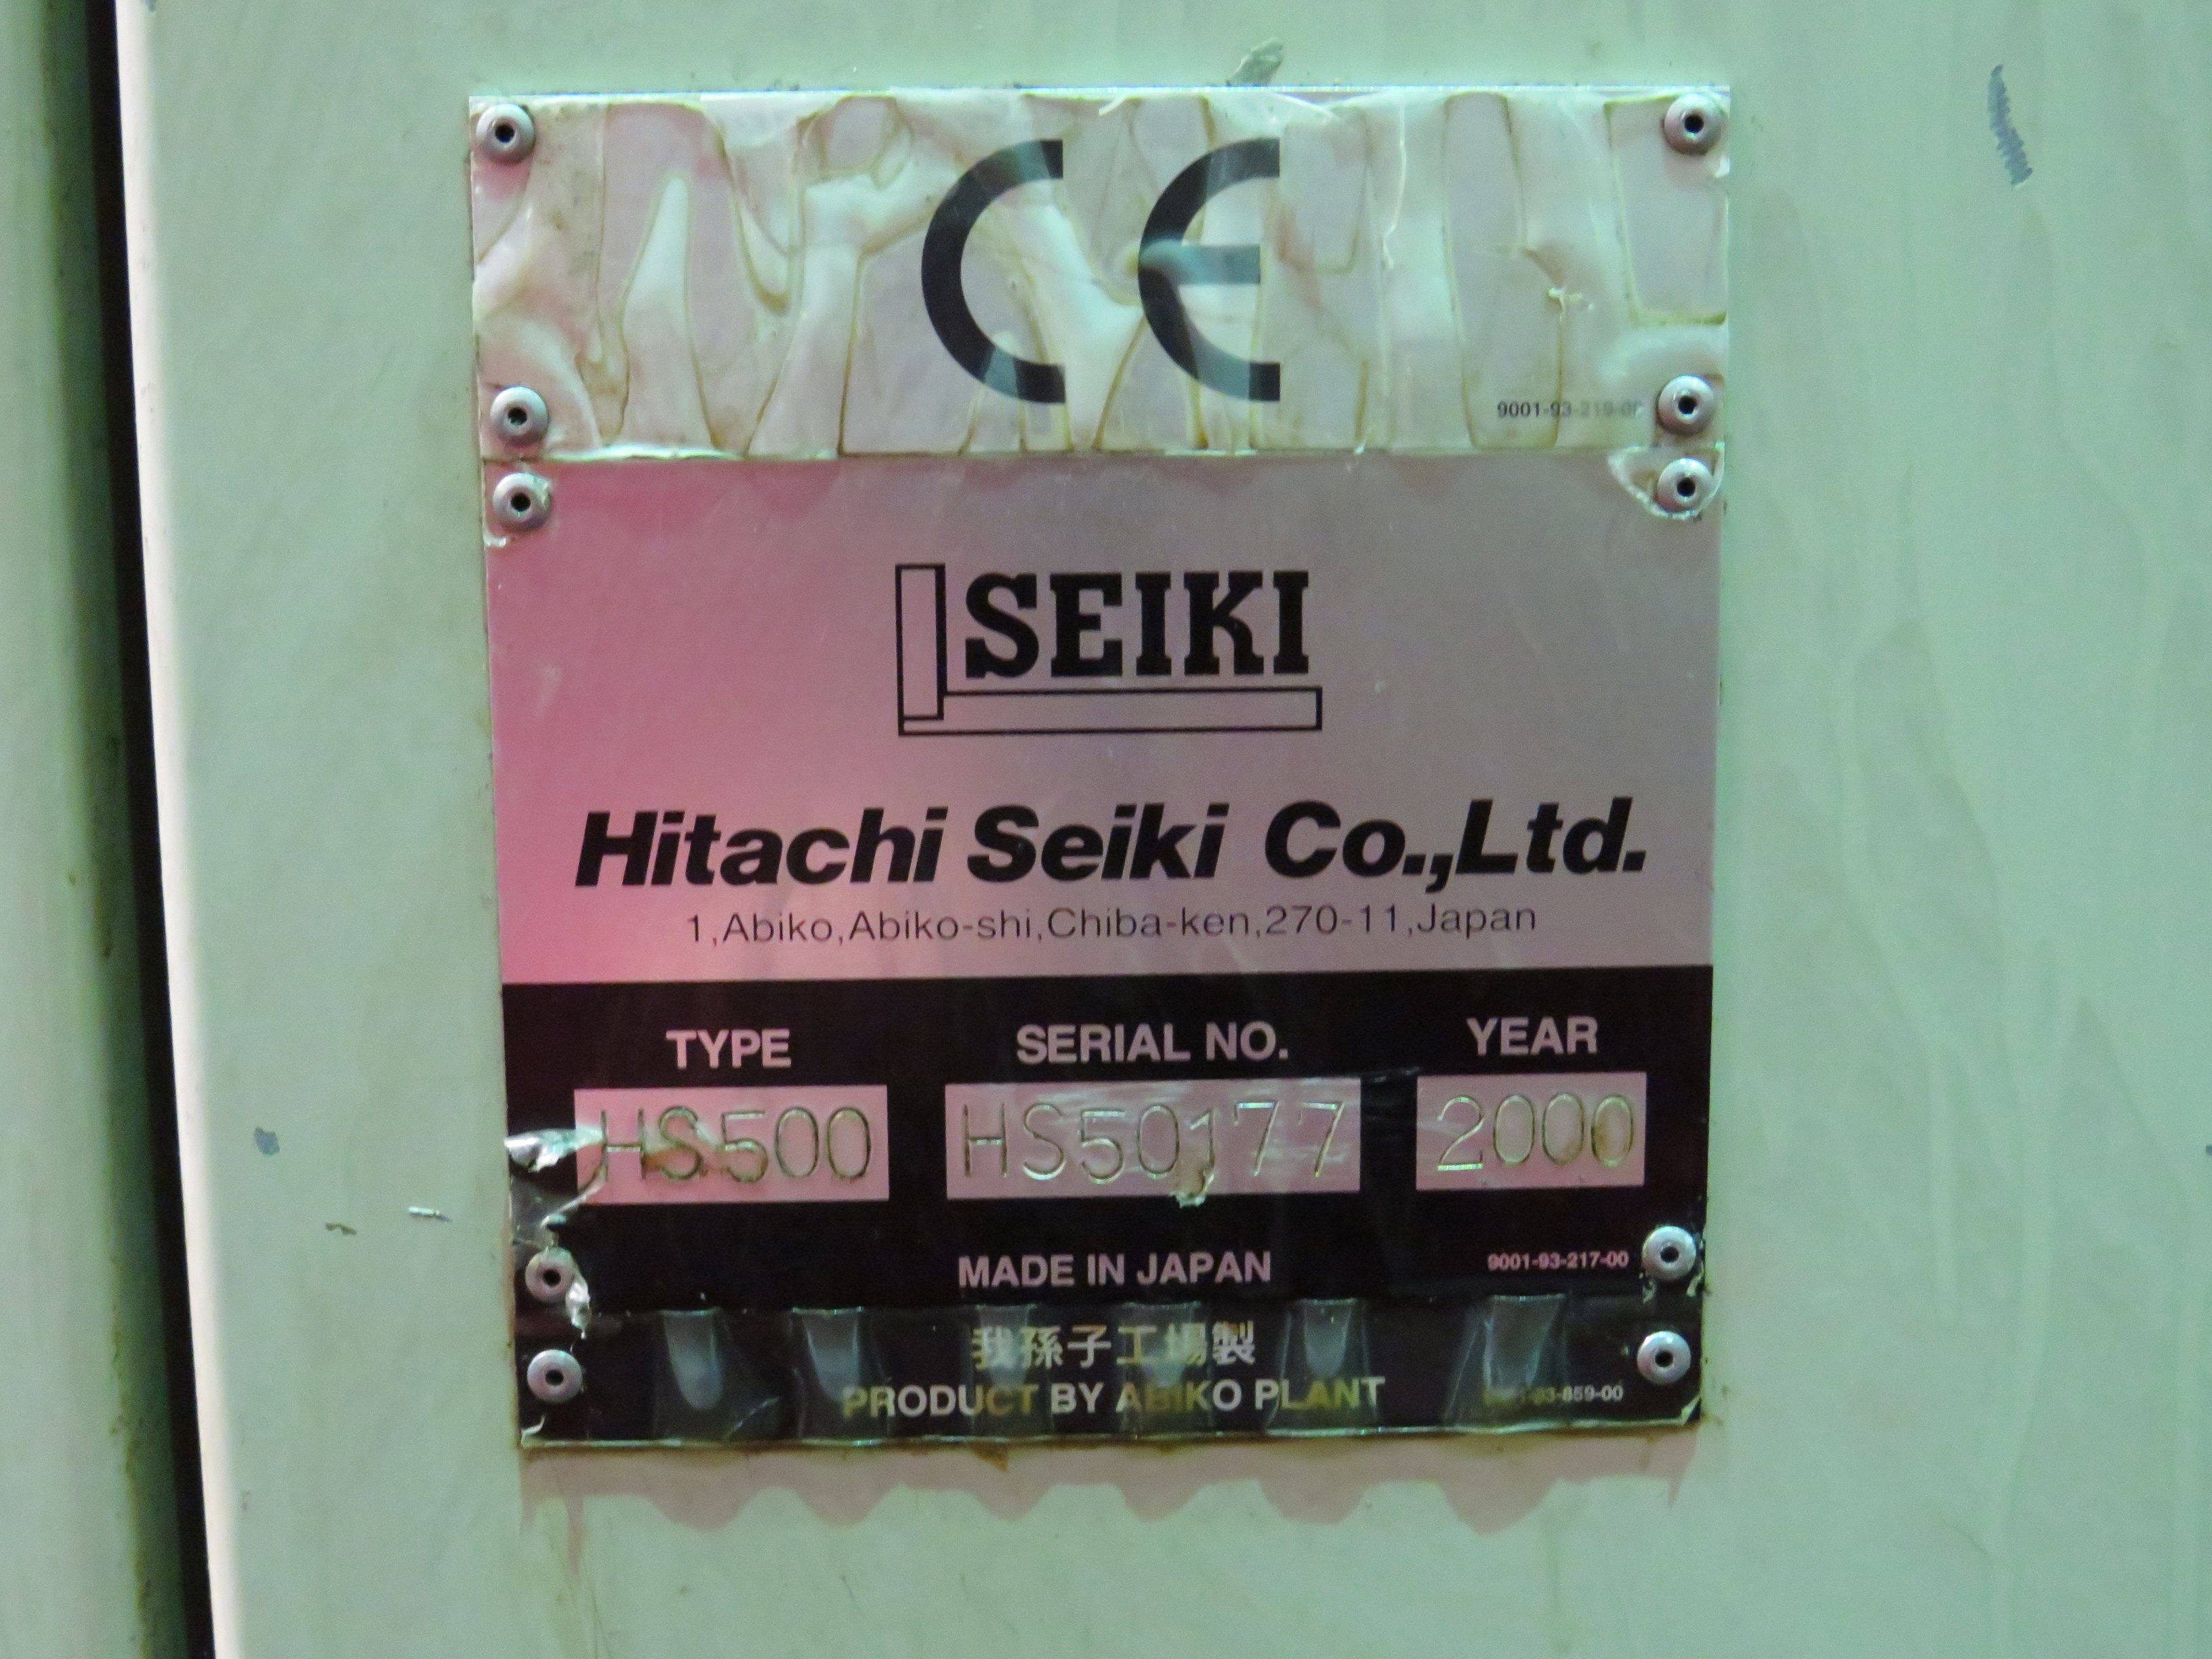 CE
9001-93-219-00
SEIKI
Hitachi Seiki Co.,Ltd.
1,Abiko,Abiko-shi,Chiba-ken,270-11,Japan
TYPE SERIAL NO. YEAR
HS500 HS50177 2000
MADE IN JAPAN 9001-93-217-00
我孫子工場製
PRODUCT BY ABIKO PLANT